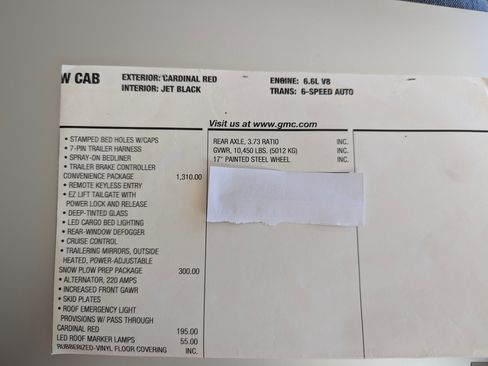 W CAB
EXTERIOR: CARDINAL RED
INTERIOR: JET BLACK
ENGINE: 6.6L V8
TRANS: 6-SPEED AUTO
Visit us at www.gmc.com
• STAMPED BED HOLES W/CAPS
• 7-PIN TRAILER HARNESS
• SPRAY-ON BEDLINER
• TRAILER BRAKE CONTROLLER
CONVENIENCE PACKAGE 1,310.00
• REMOTE KEYLESS ENTRY
• EZ LIFT TAILGATE WITH
POWER LOCK AND RELEASE
• DEEP-TINTED GLASS
• LED CARGO BED LIGHTING
• REAR-WINDOW DEFOGGER
• CRUISE CONTROL
• TRAILERING MIRRORS, OUTSIDE
HEATED, POWER-ADJUSTABLE
SNOW PLOW PREP PACKAGE 300.00
• ALTERNATOR, 220 AMPS
• INCREASED FRONT GAWR
• SKID PLATES
• ROOF EMERGENCY LIGHT
PROVISIONS W/ PASS THROUGH
CARDINAL RED 195.00
LED ROOF MARKER LAMPS 55.00
RUBBERIZED-VINYL FLOOR COVERING INC.
REAR AXLE, 3.73 RATIO INC.
GVWR, 10,450 LBS. (5012 KG) INC.
17" PAINTED STEEL WHEEL INC.